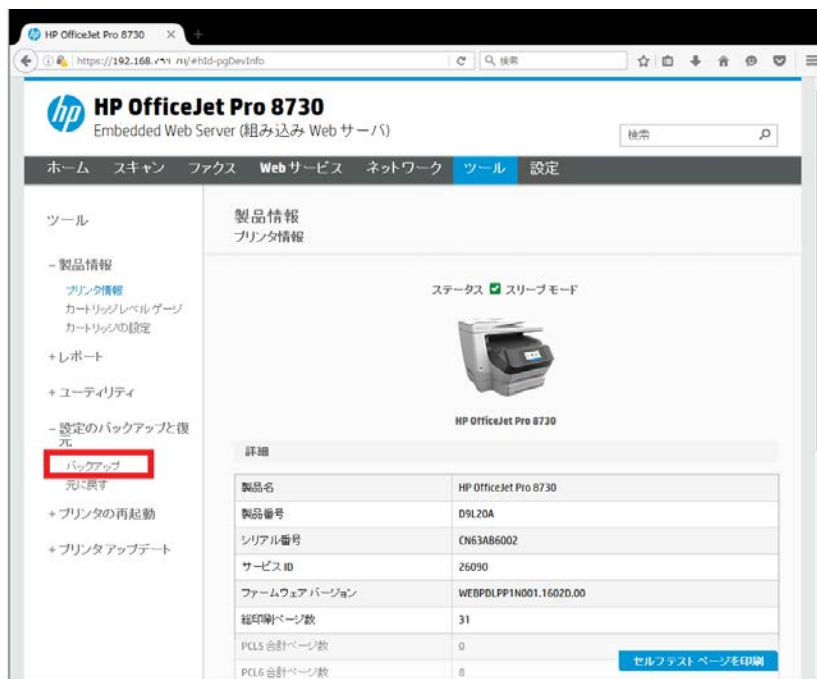 HP OfficeJet Pro 8730
https://192.168.
/#hId-pgDevInfo
検索
hp
HP OfficeJet Pro 8730
Embedded Web Server (組み込み Web サーバ)
検索
ホーム スキャン ファクス Web サービス ネットワーク ツール 設定
ツール
- 製品情報
プリンタ情報
カートリッジレベル ゲージ
カートリッジの設定
+ レポート
+ ユーティリティ
- 設定のバックアップと復
元
バックアップ
元に戻す
+ プリンタの再起動
+ プリンタ アップデート
製品情報
プリンタ情報
ステータス スリープ モード
HP OfficeJet Pro 8730
詳細
製品名 HP OfficeJet Pro 8730
製品番号 D9L20A
シリアル番号 CN63AB6002
サービス ID 26090
ファームウェア バージョン WEBPDLPP1N001.1602D.00
総印刷ページ数 31
PCL5 合計ページ数 0
PCL6 合計ページ数 8
セルフテスト ページを印刷